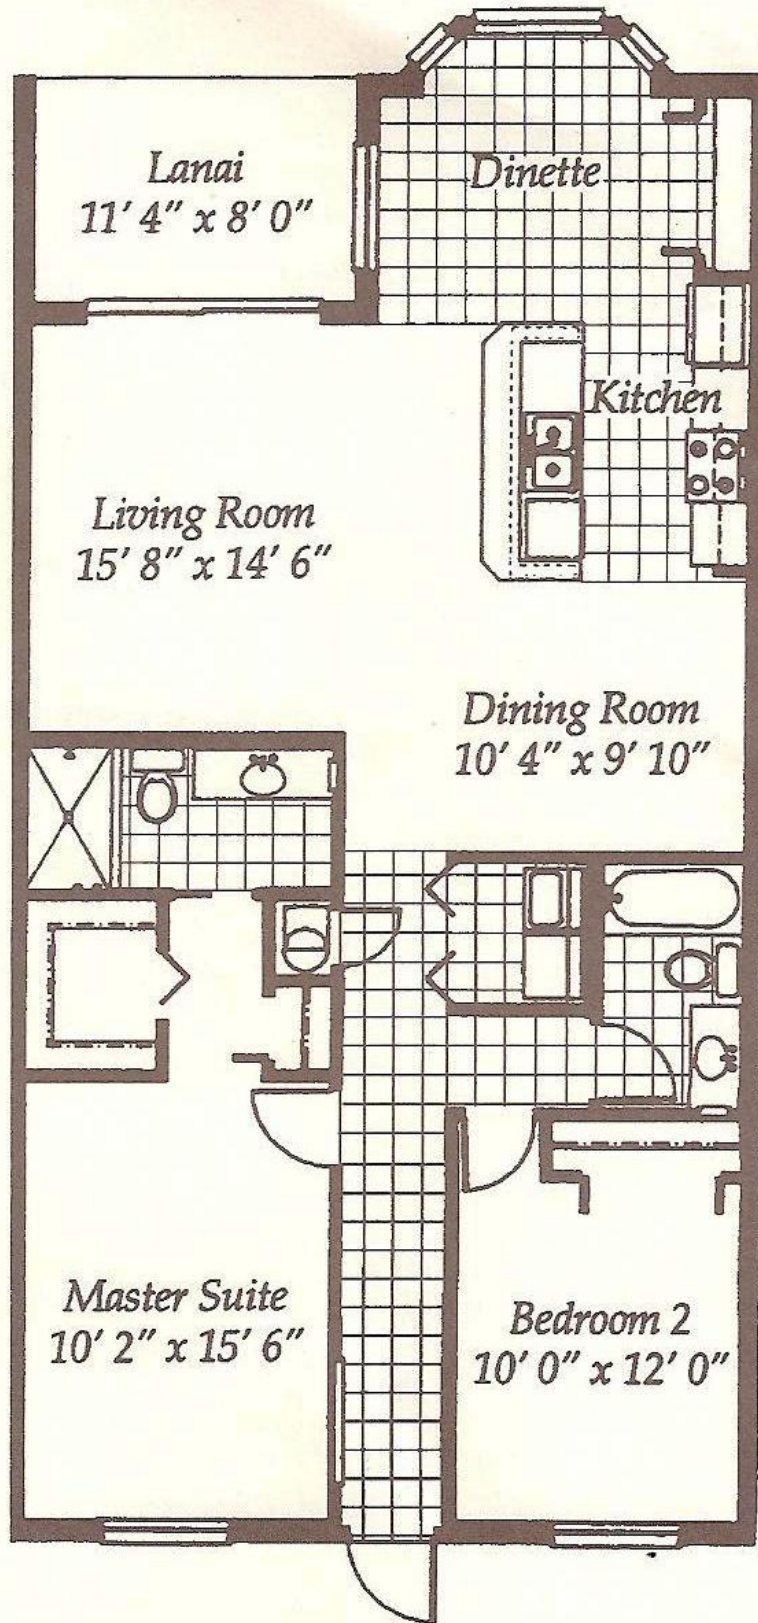 Lanai
11' 4" x 8' 0"
Dinette
Kitchen
Living Room
15' 8" x 14' 6"
Dining Room
10' 4" x 9' 10"
Master Suite
10' 2" x 15' 6"
Bedroom 2
10' 0" x 12' 0"